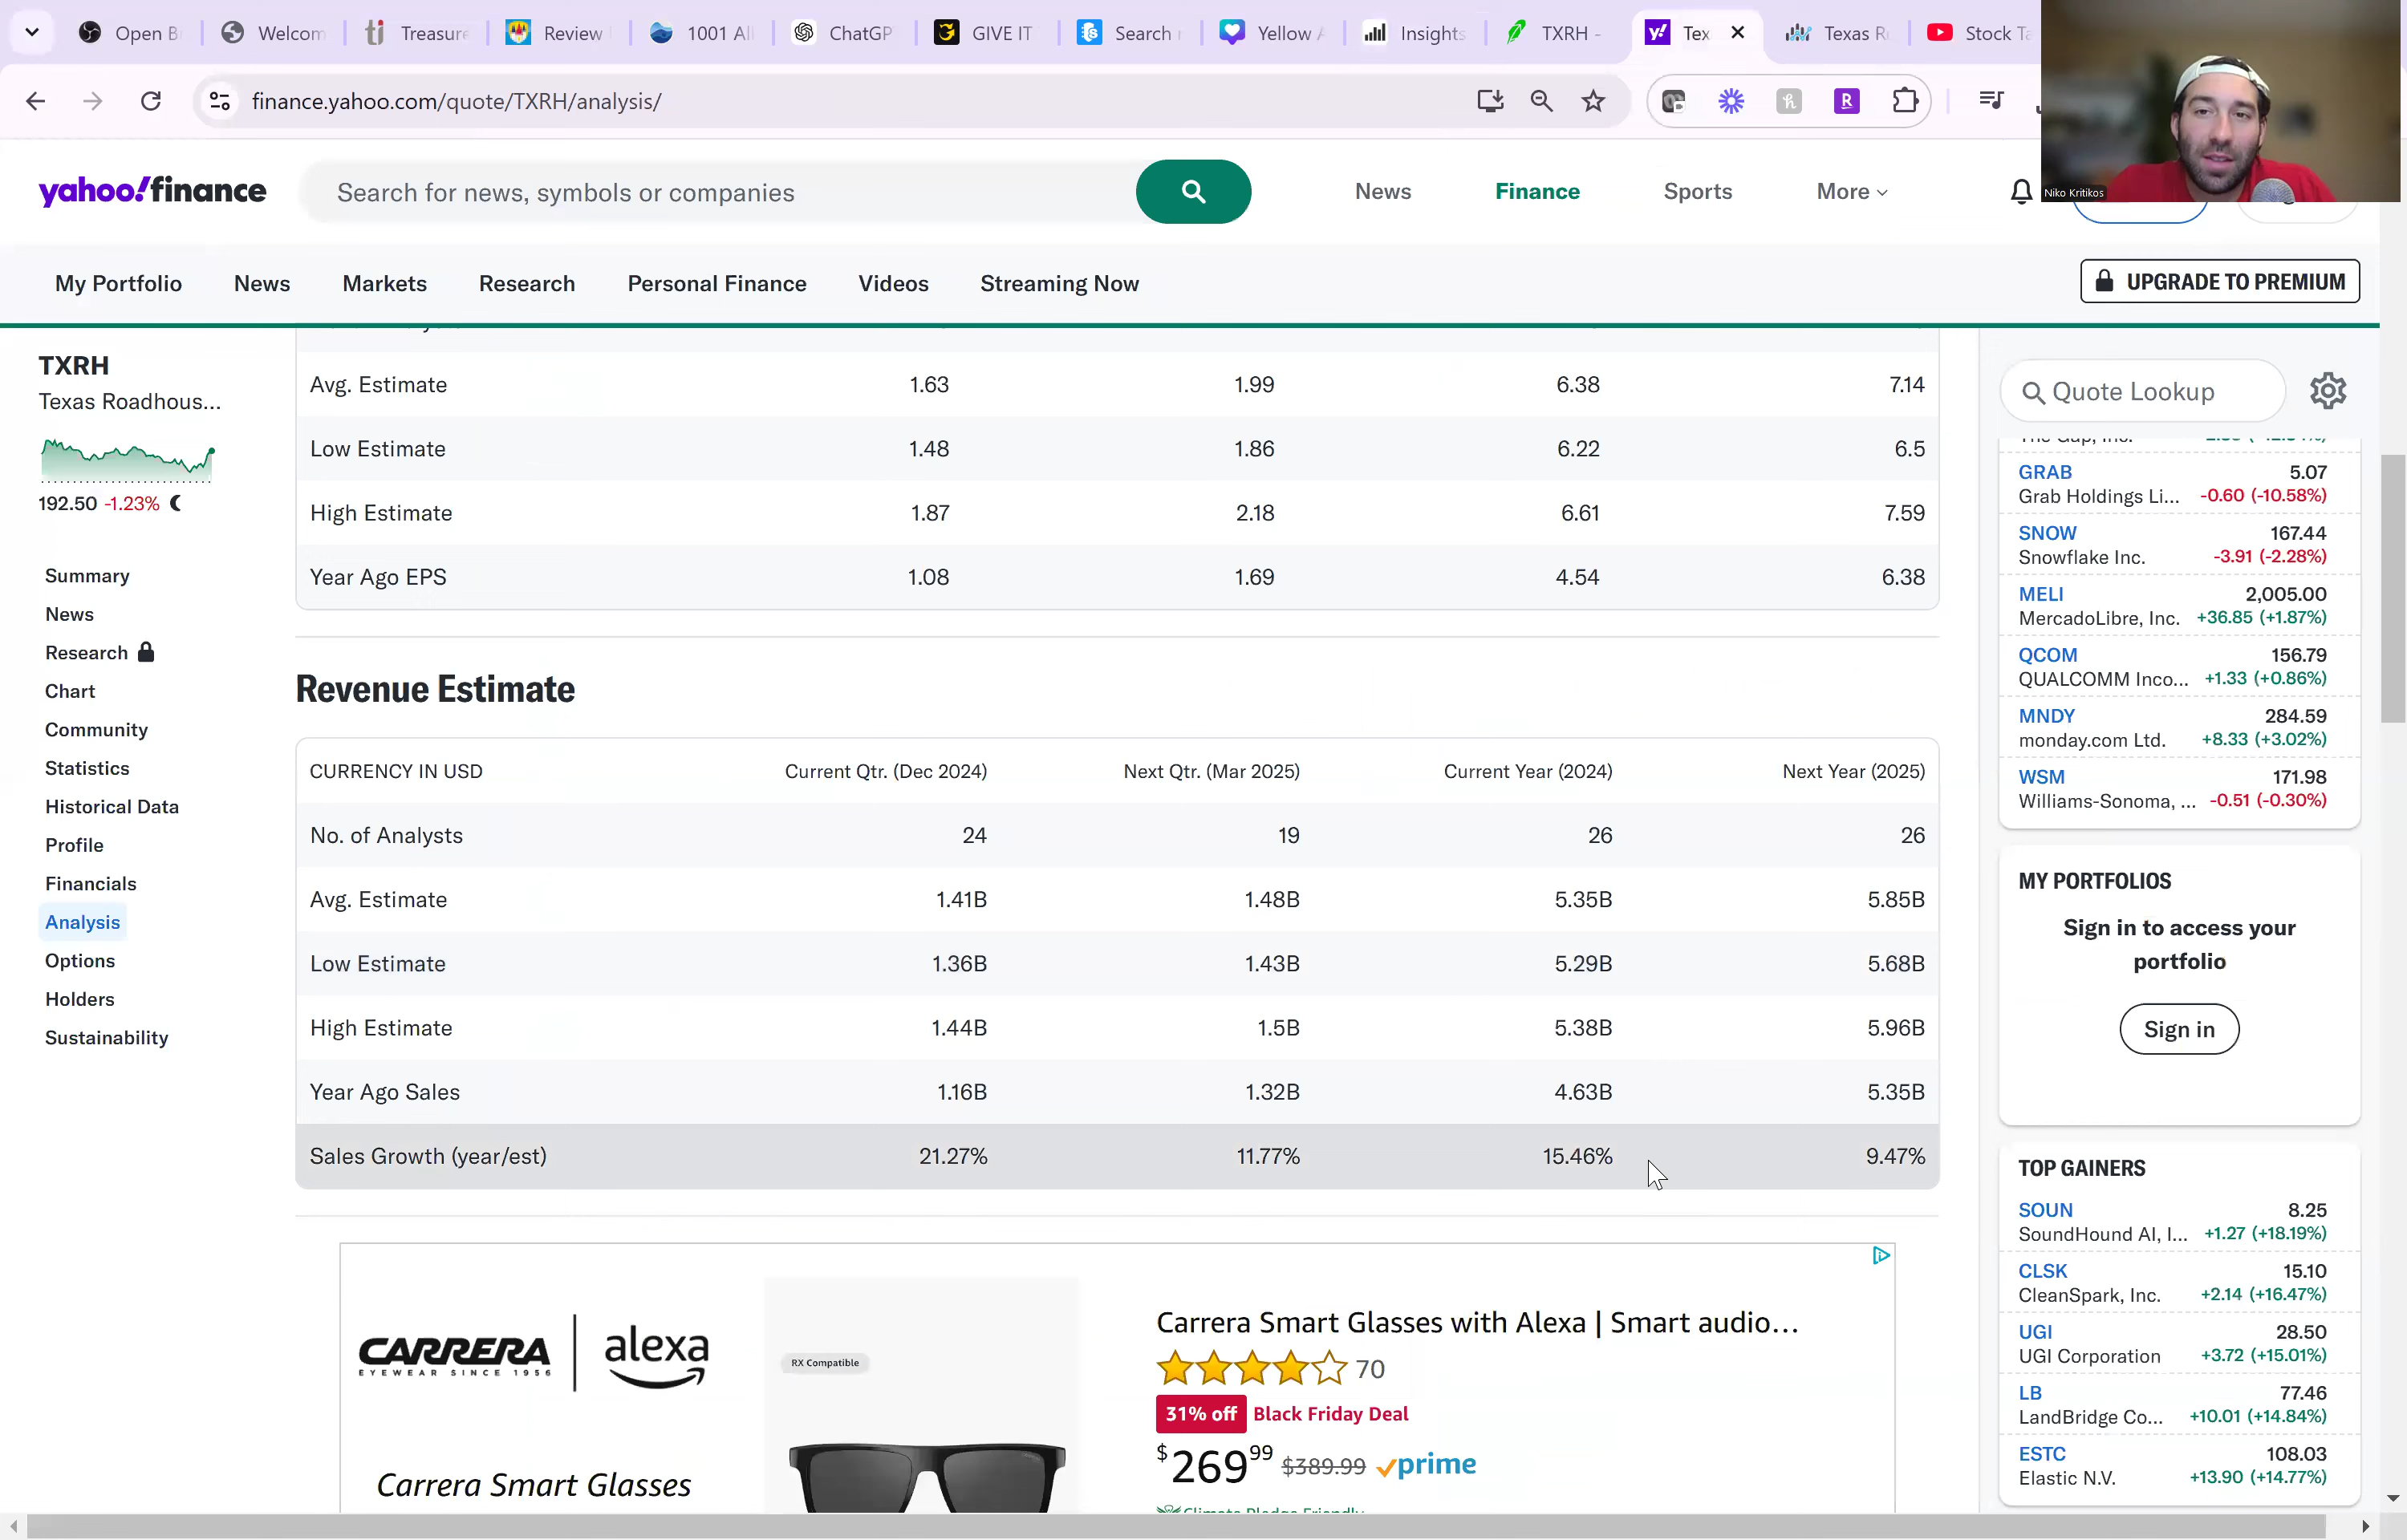 Open B
Welcom
Treasure
Review
1001 Al
ChatGP
GIVE IT
Search
Yellow
Insights
TXRH -
Tex
Texas R
Stock Ta
finance.yahoo.com/quote/TXRH/analysis/
Niko Kritikos
yahoo!finance
Search for news, symbols or companies
News
Finance
Sports
More
My Portfolio
News
Markets
Research
Personal Finance
Videos
Streaming Now
UPGRADE TO PREMIUM
TXRH
Texas Roadhous...
192.50 -1.23%
Summary
News
Research
Chart
Community
Statistics
Historical Data
Profile
Financials
Analysis
Options
Holders
Sustainability
Avg. Estimate 1.63 1.99 6.38 7.14
Low Estimate 1.48 1.86 6.22 6.5
High Estimate 1.87 2.18 6.61 7.59
Year Ago EPS 1.08 1.69 4.54 6.38
Revenue Estimate
CURRENCY IN USD Current Qtr. (Dec 2024) Next Qtr. (Mar 2025) Current Year (2024) Next Year (2025)
No. of Analysts 24 19 26 26
Avg. Estimate 1.41B 1.48B 5.35B 5.85B
Low Estimate 1.36B 1.43B 5.29B 5.68B
High Estimate 1.44B 1.5B 5.38B 5.96B
Year Ago Sales 1.16B 1.32B 4.63B 5.35B
Sales Growth (year/est) 21.27% 11.77% 15.46% 9.47%
CARRERA
EYEWEAR SINCE 1956
alexa
Carrera Smart Glasses
RX Compatible
Carrera Smart Glasses with Alexa | Smart audio...
70
31% off Black Friday Deal
$269.99 $389.99 prime
Climate Pledge Friendly
Quote Lookup
The Gap, Inc.
GRAB 5.07
Grab Holdings Li... -0.60 (-10.58%)
SNOW 167.44
Snowflake Inc. -3.91 (-2.28%)
MELI 2,005.00
MercadoLibre, Inc. +36.85 (+1.87%)
QCOM 156.79
QUALCOMM Inco... +1.33 (+0.86%)
MNDY 284.59
monday.com Ltd. +8.33 (+3.02%)
WSM 171.98
Williams-Sonoma, ... -0.51 (-0.30%)
MY PORTFOLIOS
Sign in to access your
portfolio
Sign in
TOP GAINERS
SOUN 8.25
SoundHound AI, I... +1.27 (+18.19%)
CLSK 15.10
CleanSpark, Inc. +2.14 (+16.47%)
UGI 28.50
UGI Corporation +3.72 (+15.01%)
LB 77.46
LandBridge Co... +10.01 (+14.84%)
ESTC 108.03
Elastic N.V. +13.90 (+14.77%)